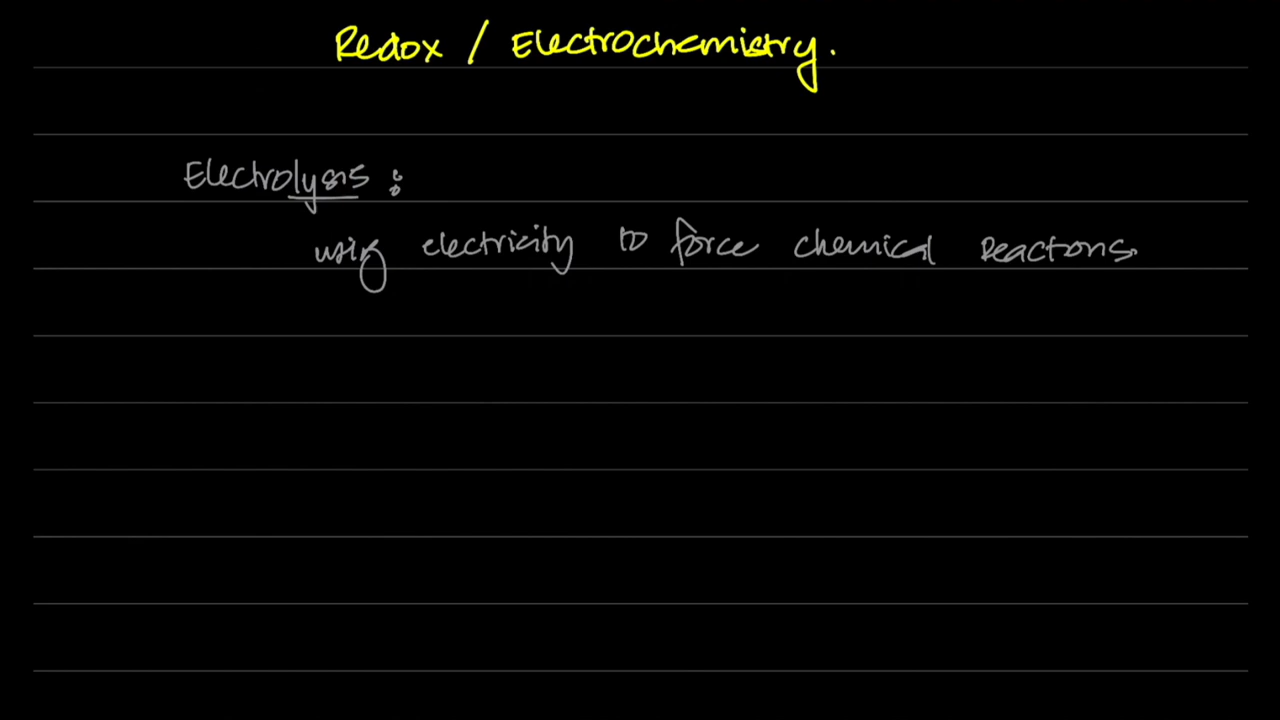 Redox / Electrochemistry.
Electrolysis :
using electricity to force chemical reactions.